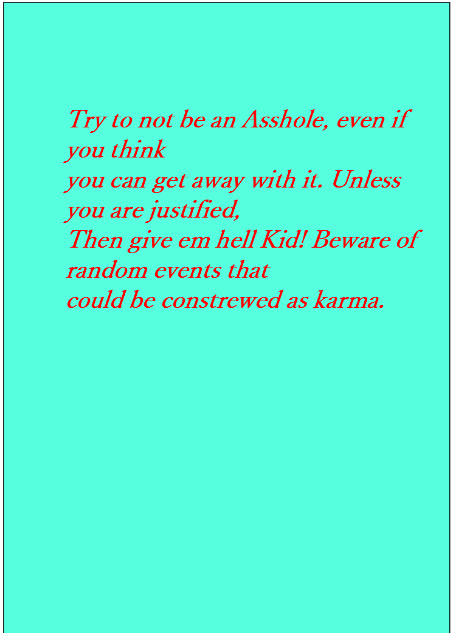 Try to not be an Asshole, even if
you think
you can get away with it. Unless
you are justified,
Then give em hell Kid! Beware of
random events that
could be constrewed as karma.